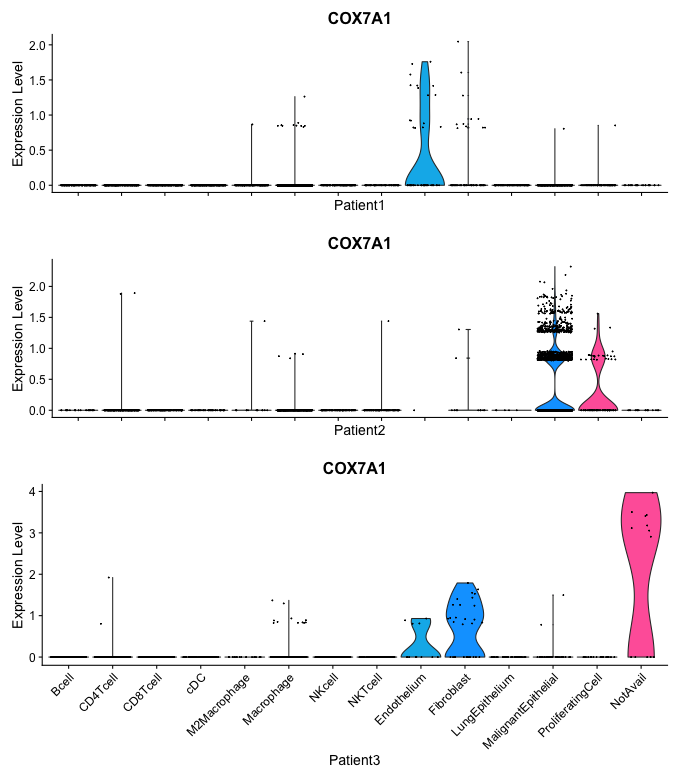 COX7A1
Expression Level
2.0
1.5
1.0
0.5
0.0
Patient1
COX7A1
Expression Level
2.0
1.5
1.0
0.5
0.0
Patient2
COX7A1
Expression Level
4
3
2
1
0
Bcell
CD4Tcell
CD8Tcell
cDC
M2Macrophage
Macrophage
NKcell
NKTcell
Endothelium
Fibroblast
LungEpithelium
MalignantEpithelial
ProliferatingCell
NotAvail
Patient3